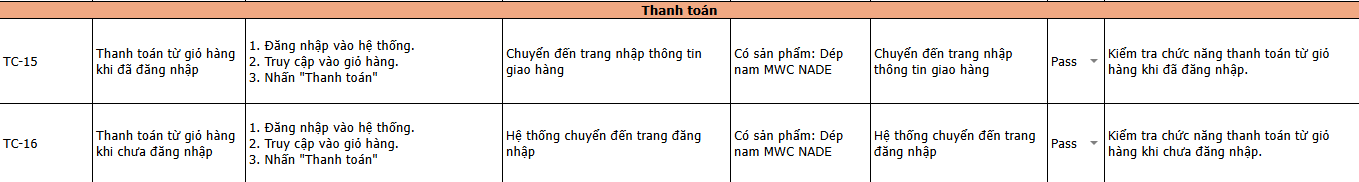 Thanh toán
TC-15
Thanh toán từ giỏ hàng
khi đã đăng nhập
1. Đăng nhập vào hệ thống.
2. Truy cập vào giỏ hàng.
3. Nhấn "Thanh toán"
Chuyển đến trang nhập thông tin
giao hàng
Có sản phẩm: Dép
nam MWC NADE
Chuyển đến trang nhập
thông tin giao hàng
Pass
Kiểm tra chức năng thanh toán từ giỏ
hàng khi đã đăng nhập.
TC-16
Thanh toán từ giỏ hàng
khi chưa đăng nhập
1. Đăng nhập vào hệ thống.
2. Truy cập vào giỏ hàng.
3. Nhấn "Thanh toán"
Hệ thống chuyển đến trang đăng
nhập
Có sản phẩm: Dép
nam MWC NADE
Hệ thống chuyển đến trang
đăng nhập
Pass
Kiểm tra chức năng thanh toán từ giỏ
hàng khi chưa đăng nhập.